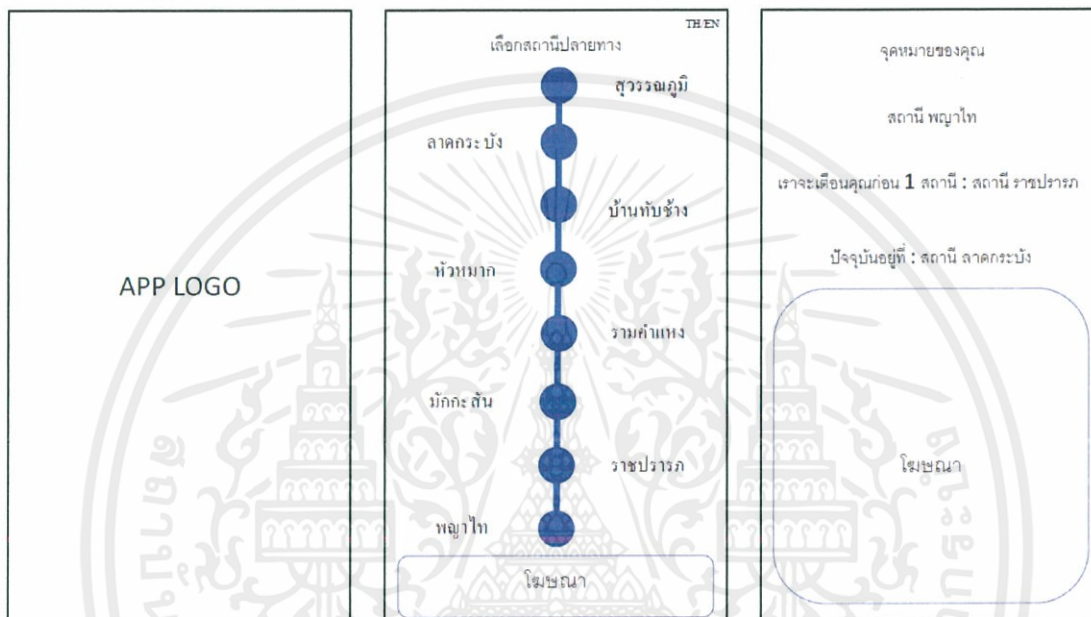 APP LOGO
TH/EN
เลือกสถานีปลายทาง
สุวรรณภูมิ
ลาดกระบัง
บ้านทับช้าง
หัวหมาก
รามคำแหง
มักกะสัน
ราชปรารภ
พญาไท
โฆษณา
จุดหมายของคุณ
สถานี พญาไท
เราจะเตือนคุณก่อน 1 สถานี : สถานี ราชปรารภ
ปัจจุบันอยู่ที่ : สถานี ลาดกระบัง
โฆษณา